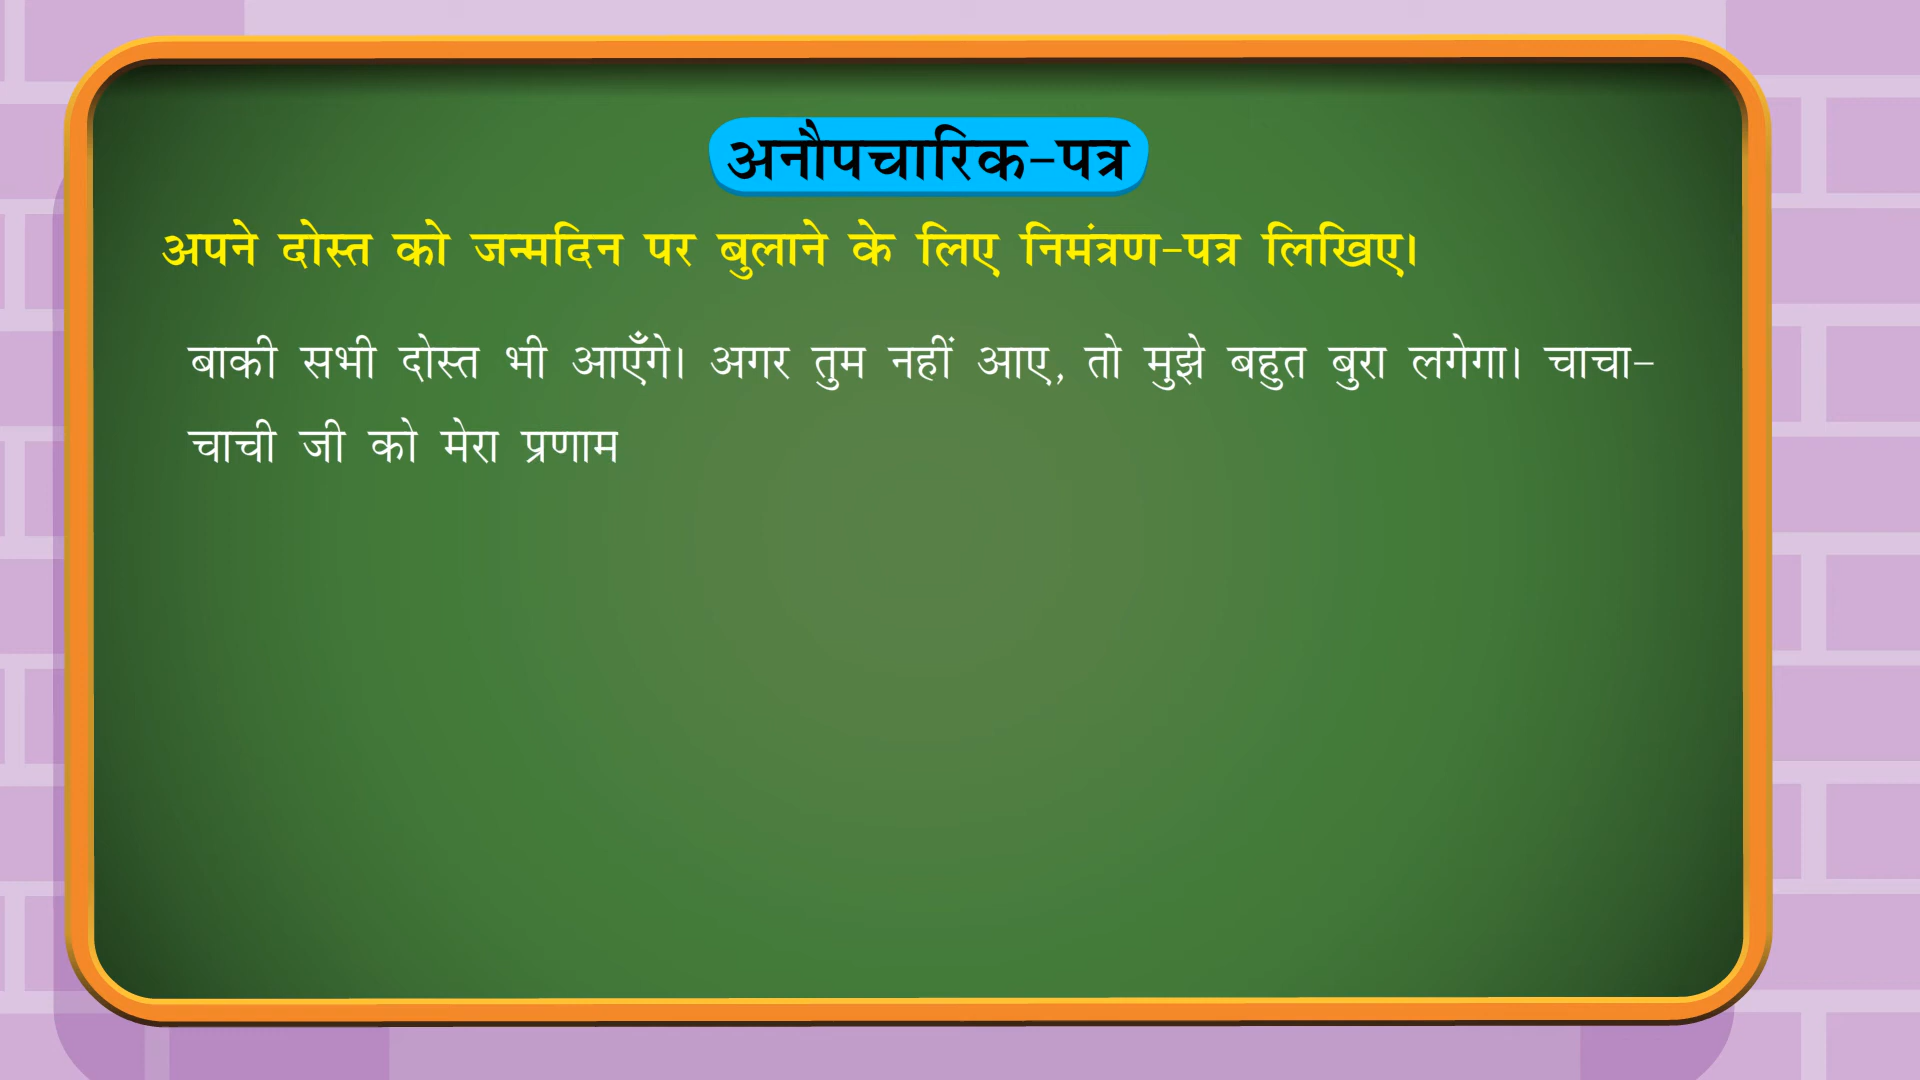 अनौपचारिक-पत्र
अपने दोस्त को जन्मदिन पर बुलाने के लिए निमंत्रण-पत्र लिखिए।
बाकी सभी दोस्त भी आएँगे। अगर तुम नहीं आए, तो मुझे बहुत बुरा लगेगा। चाचा-
चाची जी को मेरा प्रणाम